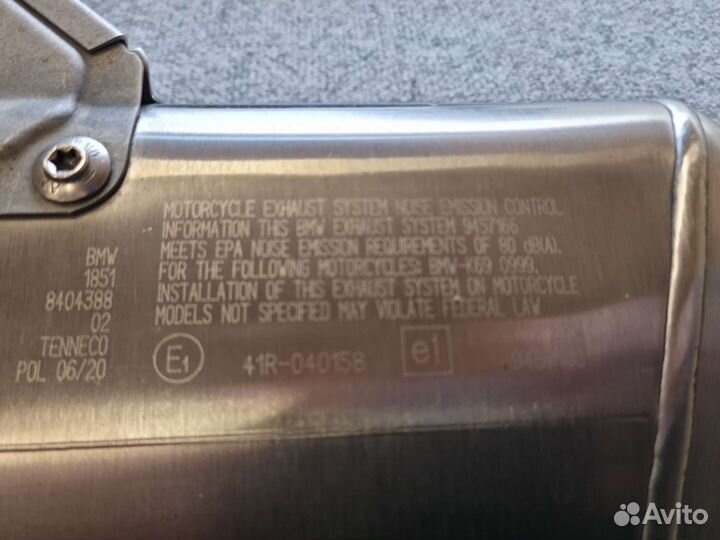 MOTORCYCLE EXHAUST SYSTEM NOISE EMISSION CONTROL
INFORMATION THIS BMW EXHAUST SYSTEM 9457166
MEETS EPA NOISE EMISSION REQUIREMENTS OF 80 dB(A).
FOR THE FOLLOWING MOTORCYCLES: BMW-K69 0999.
INSTALLATION OF THIS EXHAUST SYSTEM ON MOTORCYCLE
MODELS NOT SPECIFIED MAY VIOLATE FEDERAL LAW
BMW
1851
8404388
02
TENNECO
POL 06/20
E1
41R-040158
e1
Avito